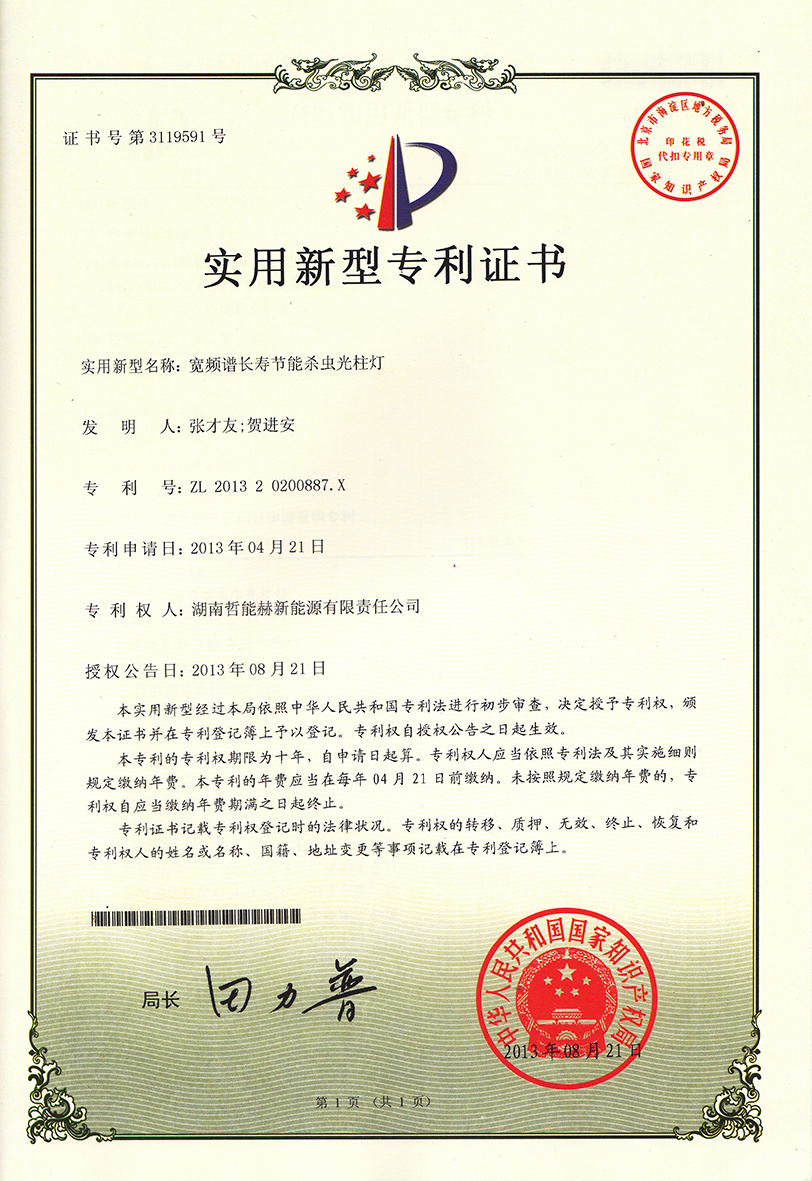 证书号第3119591号
北京市海淀区地方税务局
印花税
代扣专用章
国家知识产权局
实用新型专利证书
实用新型名称：宽频谱长寿节能杀虫光柱灯
发明人：张才友;贺进安
专利号：ZL 2013 2 0200887.X
专利申请日：2013年04月21日
专利权人：湖南哲能赫新能源有限责任公司
授权公告日：2013年08月21日
本实用新型经过本局依照中华人民共和国专利法进行初步审查，决定授予专利权，颁
发本证书并在专利登记簿上予以登记。专利权自授权公告之日起生效。
本专利的专利权期限为十年，自申请日起算。专利权人应当依照专利法及其实施细则
规定缴纳年费。本专利的年费应当在每年04月21日前缴纳。未按照规定缴纳年费的，专
利权自应当缴纳年费期满之日起终止。
专利证书记载专利权登记时的法律状况。专利权的转移、质押、无效、终止、恢复和
专利权人的姓名或名称、国籍、地址变更等事项记载在专利登记簿上。
局长 田力普
中华人民共和国国家知识产权局
2013年08月21日
第1页（共1页）